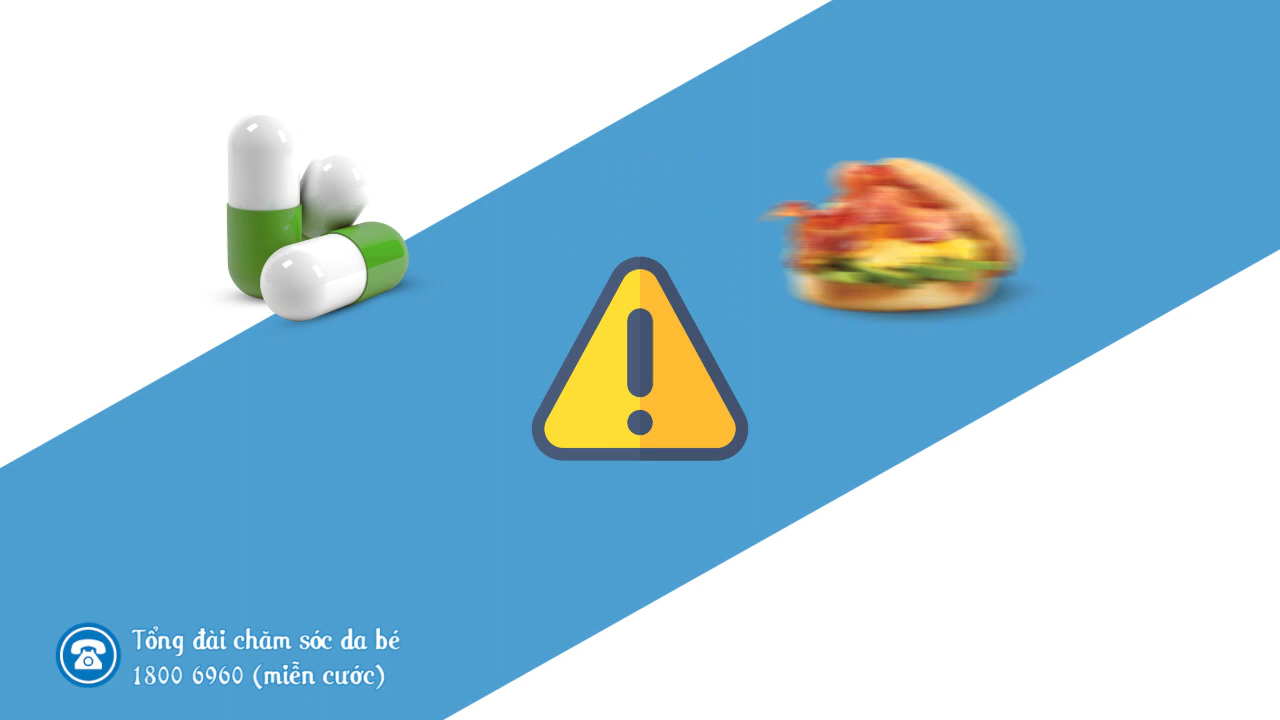 Tổng đài chăm sóc da bé
1800 6960 (miễn cước)